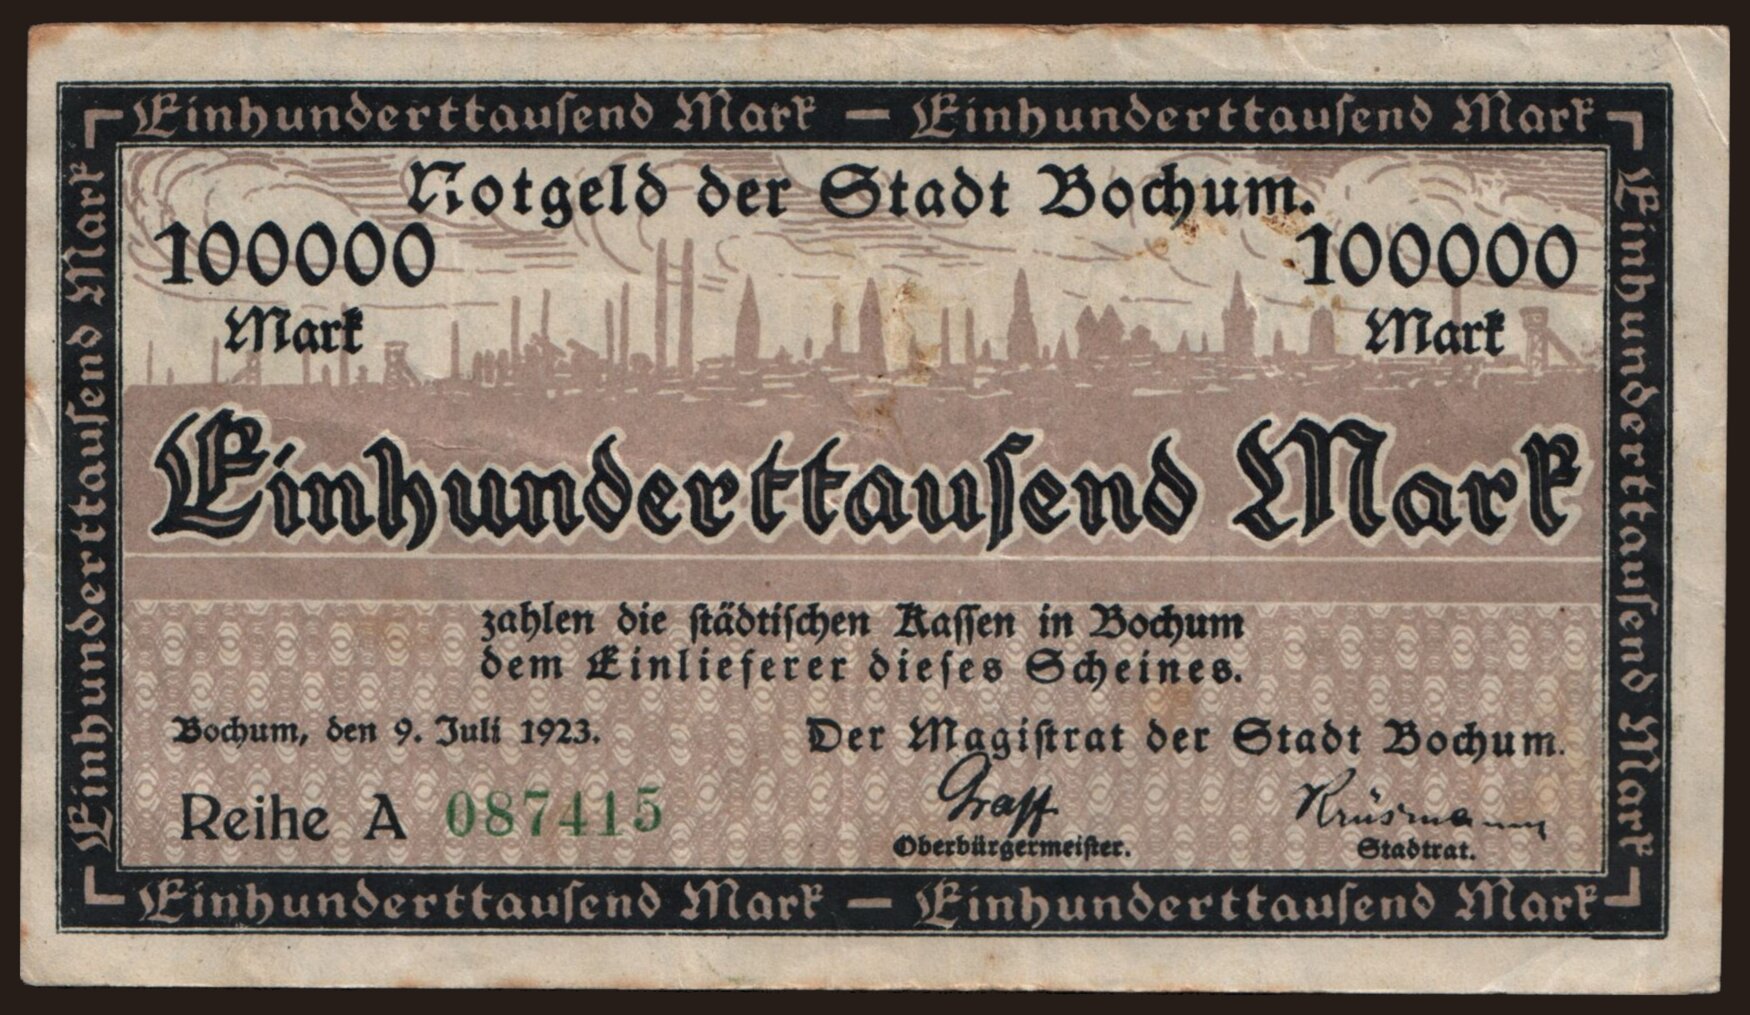 Einhunderttauſend Mark — Einhunderttauſend Mark
Einhunderttauſend Mark
Einhunderttauſend Mark
Notgeld der Stadt Bochum.
100000
Mark
100000
Mark
Einhunderttauſend Mark
zahlen die ſtädtiſchen Kaſſen in Bochum
dem Einlieferer dieſes Scheines.
Bochum, den 9. Juli 1923.
Der Magiſtrat der Stadt Bochum.
Reihe A 087415
Graff
Oberbürgermeiſter.
Krüsmann
Stadtrat.
Einhunderttauſend Mark — Einhunderttauſend Mark